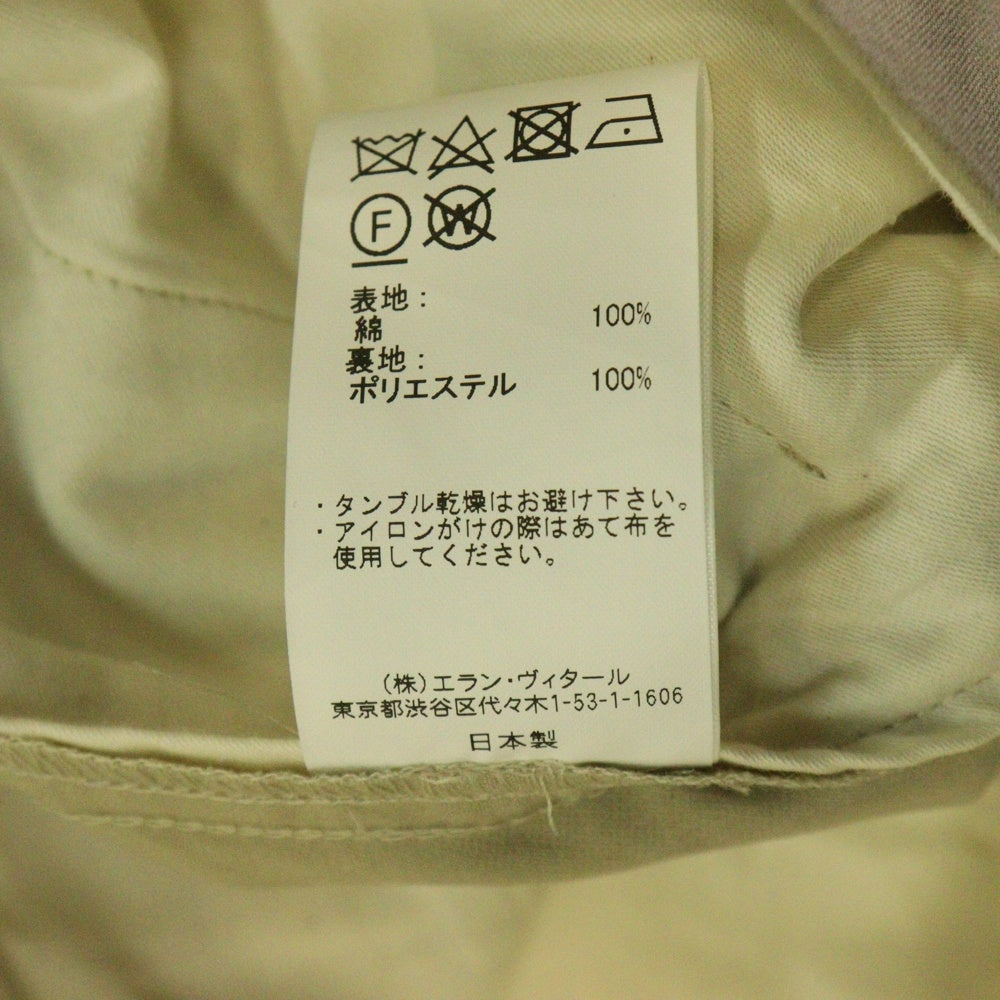 F W
表地：
綿 100%
裏地：
ポリエステル 100%
・タンブル乾燥はお避け下さい。
・アイロンがけの際はあて布を
使用してください。
(株)エラン・ヴィタール
東京都渋谷区代々木1-53-1-1606
日本製